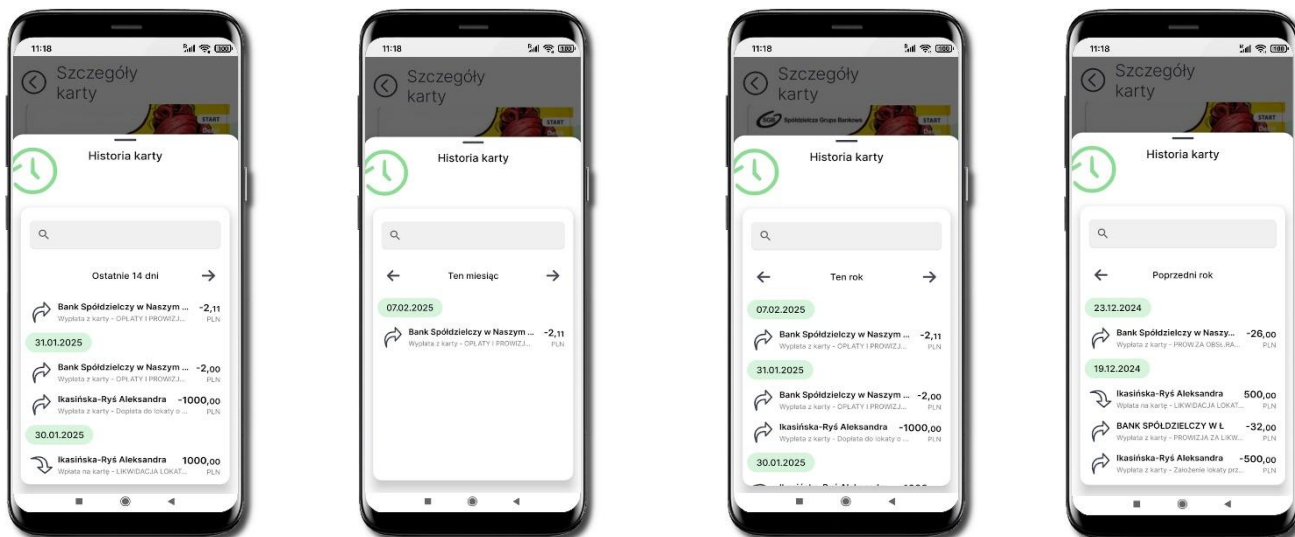 11:18
Szczegóły
karty
START
Historia karty
Ostatnie 14 dni
Bank Spółdzielczy w Naszym ... -2,11
Wypłata z karty - OPŁATY I PROWIZJ... PLN
31.01.2025
Bank Spółdzielczy w Naszym ... -2,00
Wypłata z karty - OPŁATY I PROWIZJ... PLN
Ikasińska-Ryś Aleksandra -1000,00
Wypłata z karty - Dopłata do lokaty o ... PLN
30.01.2025
Ikasińska-Ryś Aleksandra 1000,00
Wpłata na kartę - LIKWIDACJA LOKAT... PLN
11:18
Szczegóły
karty
START
Historia karty
Ten miesiąc
07.02.2025
Bank Spółdzielczy w Naszym ... -2,11
Wypłata z karty - OPŁATY I PROWIZJ... PLN
11:18
Szczegóły
karty
SGB Spółdzielcza Grupa Bankowa START
Historia karty
Ten rok
07.02.2025
Bank Spółdzielczy w Naszym ... -2,11
Wypłata z karty - OPŁATY I PROWIZJ... PLN
31.01.2025
Bank Spółdzielczy w Naszym ... -2,00
Wypłata z karty - OPŁATY I PROWIZJ... PLN
Ikasińska-Ryś Aleksandra -1000,00
Wypłata z karty - Dopłata do lokaty o ... PLN
30.01.2025
11:18
Szczegóły
karty
START
Historia karty
Poprzedni rok
23.12.2024
Bank Spółdzielczy w Naszy... -26,00
Wypłata z karty - PROW.ZA OBSŁ.RA... PLN
19.12.2024
Ikasińska-Ryś Aleksandra 500,00
Wpłata na kartę - LIKWIDACJA LOKAT... PLN
BANK SPÓŁDZIELCZY W Ł -32,00
Wypłata z karty - PROWIZJA ZA LIKW... PLN
Ikasińska-Ryś Aleksandra -500,00
Wypłata z karty - Założenie lokaty prz... PLN